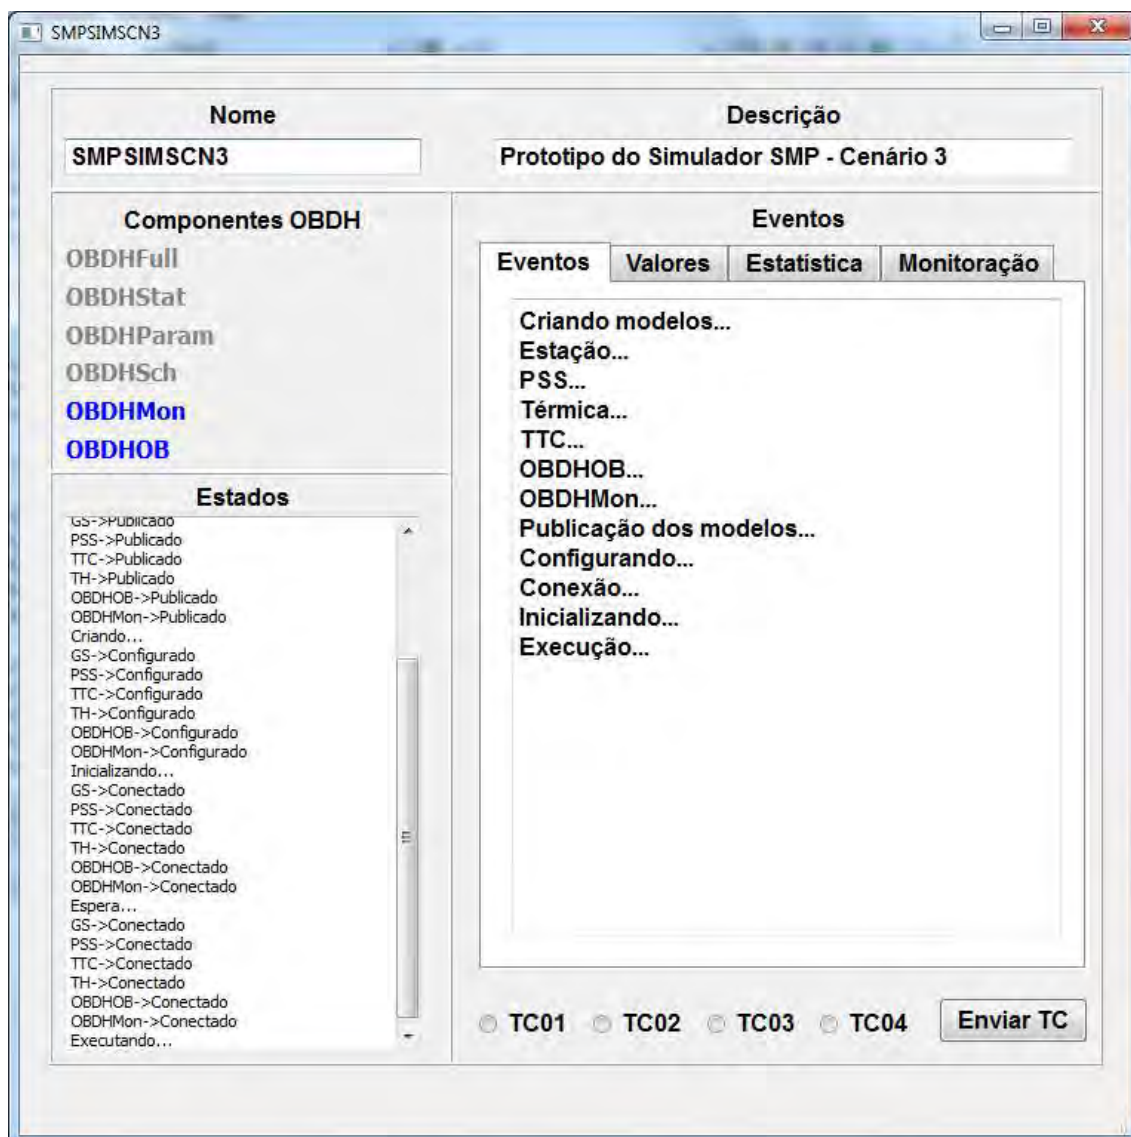 SMPSIMSCN3
Nome
SMPSIMSCN3
Descrição
Prototipo do Simulador SMP - Cenário 3
Componentes OBDH
OBDHFull
OBDHStat
OBDHParam
OBDHSch
OBDHMon
OBDHOB
Estados
GS->Publicado
PSS->Publicado
TTC->Publicado
TH->Publicado
OBDHOB->Publicado
OBDHMon->Publicado
Criando...
GS->Configurado
PSS->Configurado
TTC->Configurado
TH->Configurado
OBDHOB->Configurado
OBDHMon->Configurado
Inicializando...
GS->Conectado
PSS->Conectado
TTC->Conectado
TH->Conectado
OBDHOB->Conectado
OBDHMon->Conectado
Espera...
GS->Conectado
PSS->Conectado
TTC->Conectado
TH->Conectado
OBDHOB->Conectado
OBDHMon->Conectado
Executando...
Eventos
Eventos Valores Estatística Monitoração
Criando modelos...
Estação...
PSS...
Térmica...
TTC...
OBDHOB...
OBDHMon...
Publicação dos modelos...
Configurando...
Conexão...
Inicializando...
Execução...
TC01 TC02 TC03 TC04 Enviar TC